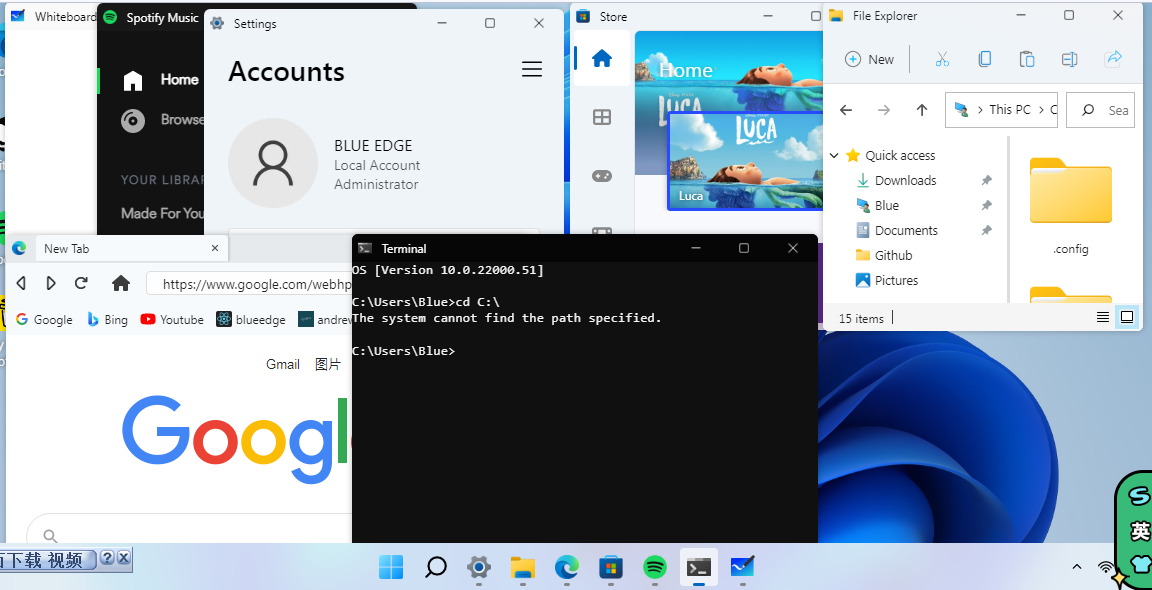 Whiteboard
Spotify Music
Home
Browse
YOUR LIBRAR
Made For You
Settings
Accounts
BLUE EDGE
Local Account
Administrator
Store
Home
LUCA
LUCA
Luca
File Explorer
New
This PC
Sea
Quick access
Downloads
Blue
Documents
Github
Pictures
.config
15 items
New Tab
https://www.google.com/webhp
Google
Bing
Youtube
blueedge
andrew
Gmail
图片
Googl
Terminal
OS [Version 10.0.22000.51]
C:\Users\Blue>cd C:\
The system cannot find the path specified.
C:\Users\Blue>
下载 视频
英